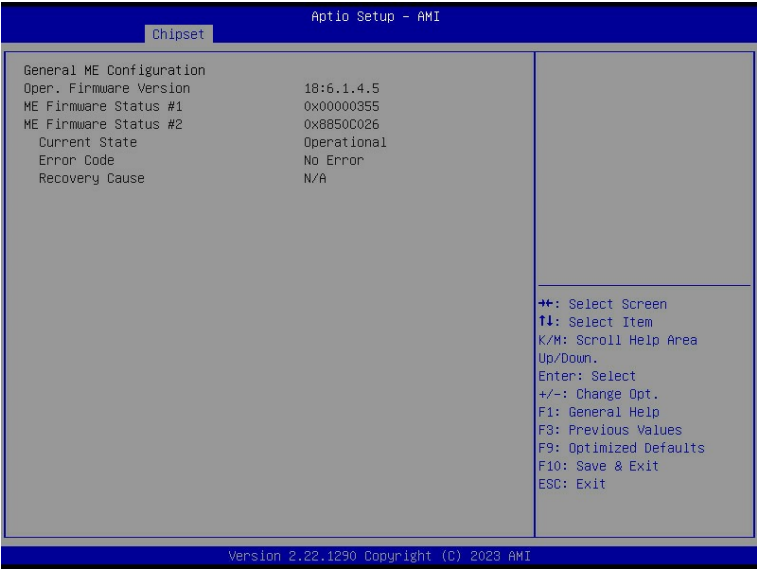 Aptio Setup – AMI
Chipset
General ME Configuration
Oper. Firmware Version 18:6.1.4.5
ME Firmware Status #1 0x00000355
ME Firmware Status #2 0x8850C026
Current State Operational
Error Code No Error
Recovery Cause N/A
→←: Select Screen
↑↓: Select Item
K/M: Scroll Help Area
Up/Down.
Enter: Select
+/-: Change Opt.
F1: General Help
F3: Previous Values
F9: Optimized Defaults
F10: Save & Exit
ESC: Exit
Version 2.22.1290 Copyright (C) 2023 AMI